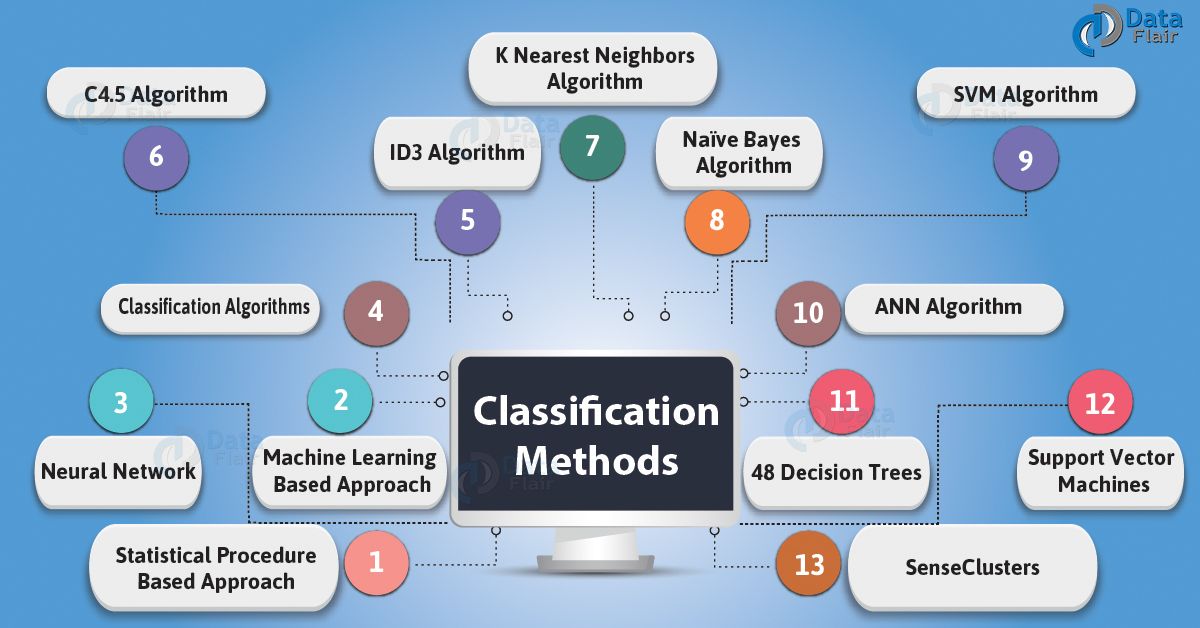 Data
Flair
K Nearest Neighbors
Algorithm
C4.5 Algorithm
6
ID3 Algorithm
5
7
Naïve Bayes
Algorithm
8
SVM Algorithm
9
Classification Algorithms
4
10
ANN Algorithm
3
Neural Network
2
Machine Learning
Based Approach
Classification
Methods
11
48 Decision Trees
12
Support Vector
Machines
Statistical Procedure
Based Approach
1
13
SenseClusters